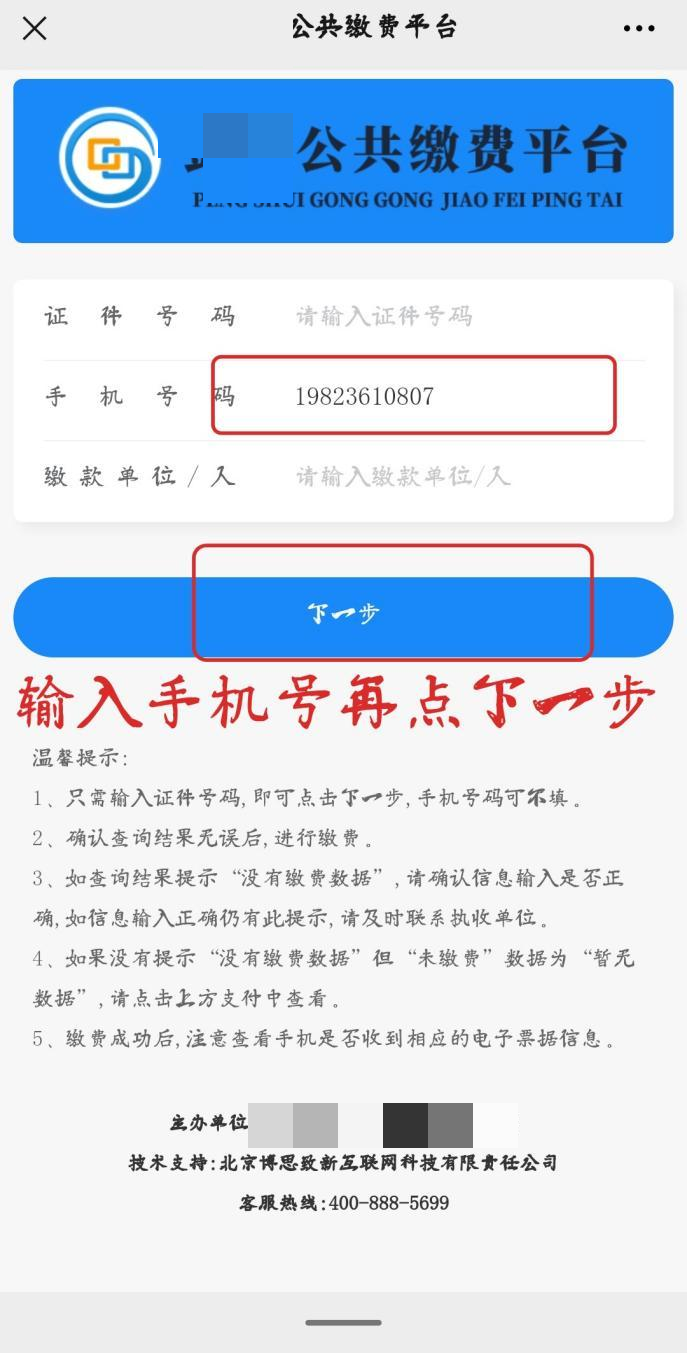 公共缴费平台
公共缴费平台
GONG GONG JIAO FEI PING TAI
证件号码 请输入证件号码
手机号码 19823610807
缴款单位/人 请输入缴款单位/人
下一步
输入手机号再点下一步
温馨提示:
1、只需输入证件号码,即可点击下一步,手机号码可不填。
2、确认查询结果无误后,进行缴费。
3、如查询结果提示“没有缴费数据”,请确认信息输入是否正
确,如信息输入正确仍有此提示,请及时联系执收单位。
4、如果没有提示“没有缴费数据”但“未缴费”数据为“暂无
数据”,请点击上方支付中查看。
5、缴费成功后,注意查看手机是否收到相应的电子票据信息。
主办单位
技术支持:北京博思致新互联网科技有限责任公司
客服热线:400-888-5699